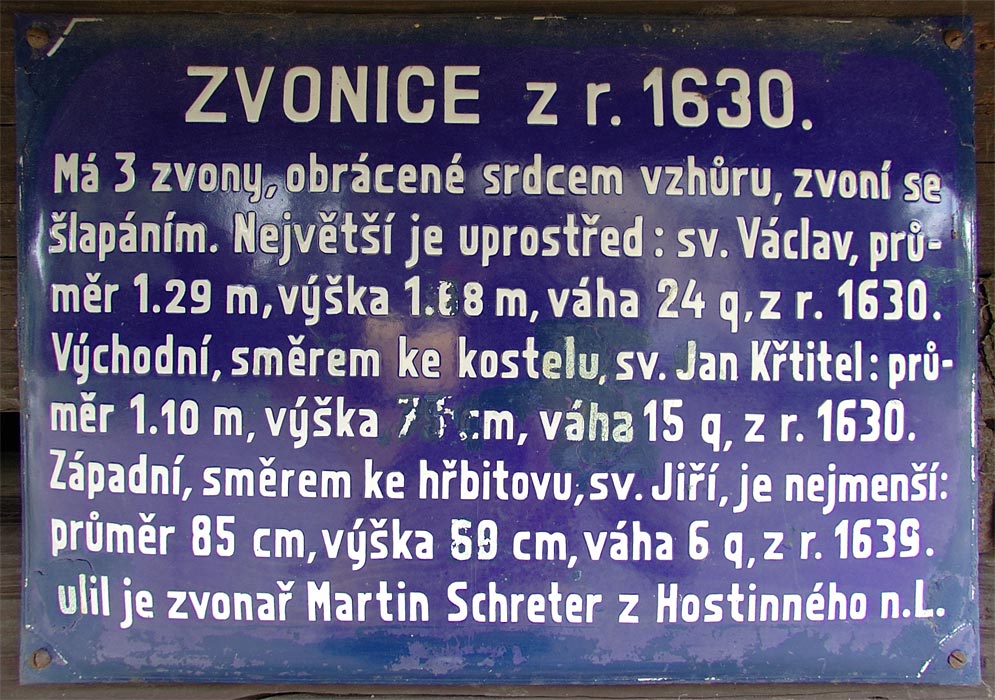 ZVONICE z r. 1630.
Má 3 zvony, obrácené srdcem vzhůru, zvoní se
šlapáním. Největší je uprostřed: sv. Václav, prů-
měr 1.29 m, výška m, váha 24 q, z r. 1630.
Východní, směrem ke kostelu, sv. Jan Křtitel: prů-
měr 1.10 m, výška cm, váha 15 q, z r. 1630.
Západní, směrem ke hřbitovu, sv. Jiří, je nejmenší:
průměr 85 cm, výška cm, váha 6 q, z r. 1639.
ulil je zvonař Martin Schreter z Hostinného n.L.